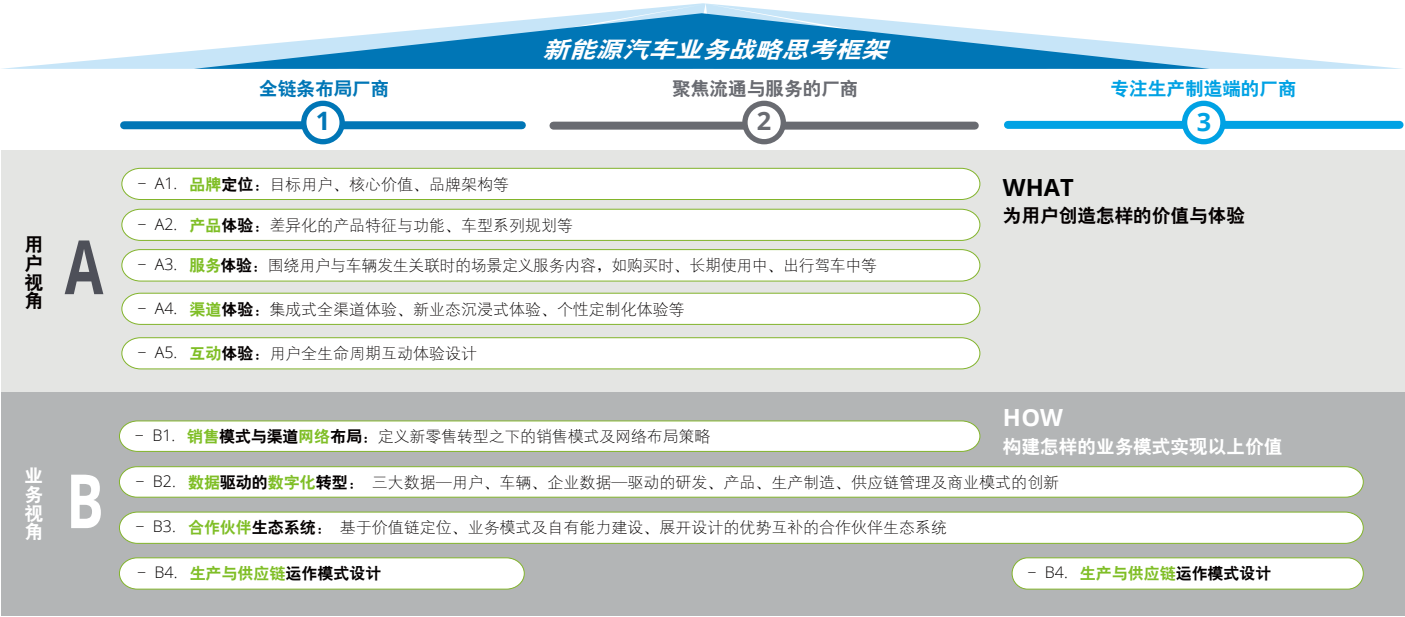 新能源汽车业务战略思考框架
全链条布局厂商
聚焦流通与服务的厂商
专注生产制造端的厂商
1
2
3
用户视角
A
– A1. 品牌定位：目标用户、核心价值、品牌架构等
– A2. 产品体验：差异化的产品特征与功能、车型系列规划等
– A3. 服务体验：围绕用户与车辆发生关联时的场景定义服务内容，如购买时、长期使用中、出行驾车中等
– A4. 渠道体验：集成式全渠道体验、新业态沉浸式体验、个性定制化体验等
– A5. 互动体验：用户全生命周期互动体验设计
WHAT
为用户创造怎样的价值与体验
业务视角
B
– B1. 销售模式与渠道网络布局：定义新零售转型之下的销售模式及网络布局策略
HOW
构建怎样的业务模式实现以上价值
– B2. 数据驱动的数字化转型： 三大数据—用户、车辆、企业数据—驱动的研发、产品、生产制造、供应链管理及商业模式的创新
– B3. 合作伙伴生态系统： 基于价值链定位、业务模式及自有能力建设、展开设计的优势互补的合作伙伴生态系统
– B4. 生产与供应链运作模式设计
– B4. 生产与供应链运作模式设计